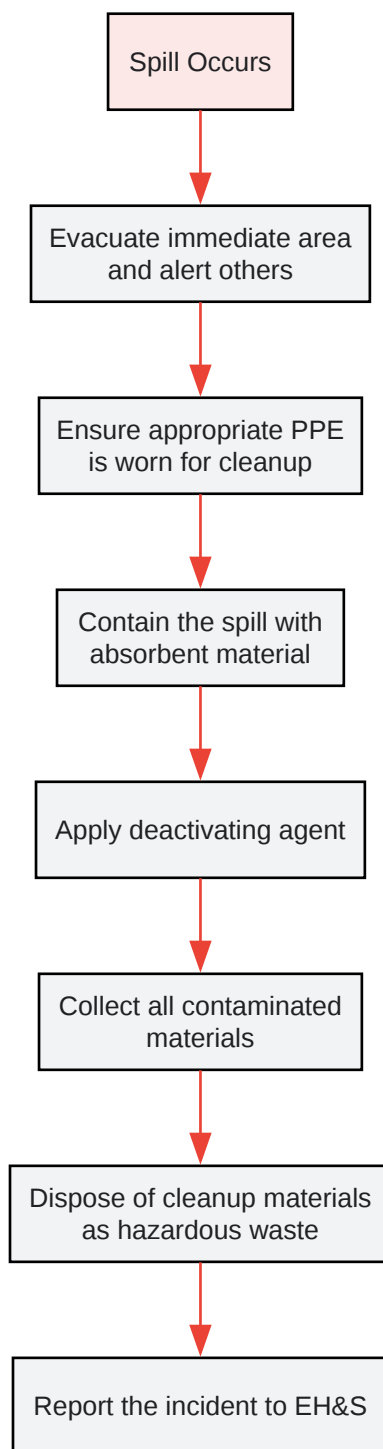 Spill Occurs
Evacuate immediate area
and alert others
Ensure appropriate PPE
is worn for cleanup
Contain the spill with
absorbent material
Apply deactivating agent
Collect all contaminated
materials
Dispose of cleanup materials
as hazardous waste
Report the incident to EH&S